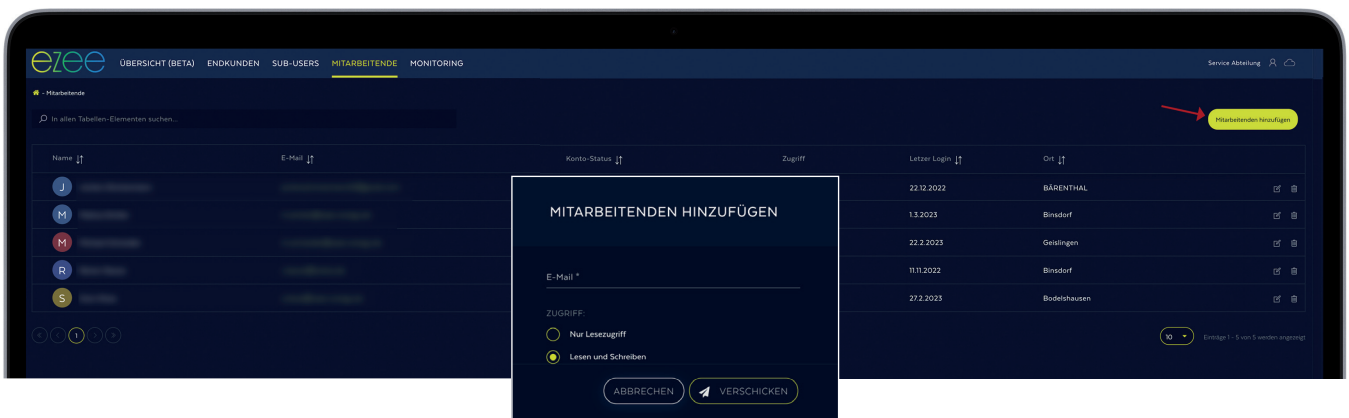 ezee
ÜBERSICHT (BETA) ENDKUNDEN SUB-USERS MITARBEITENDE MONITORING
Service Abteilung
- Mitarbeitende
In allen Tabellen-Elementen suchen...
Mitarbeitenden hinzufügen
Name E-Mail Konto-Status Zugriff Letzer Login Ort
J 22.12.2022 BÄRENTHAL
M 1.3.2023 Binsdorf
M 22.2.2023 Geislingen
R 11.11.2022 Binsdorf
S 27.2.2023 Bodelshausen
1
10 Einträge 1 - 5 von 5 werden angezeigt
MITARBEITENDEN HINZUFÜGEN
E-Mail *
ZUGRIFF:
Nur Lesezugriff
Lesen und Schreiben
ABBRECHEN VERSCHICKEN